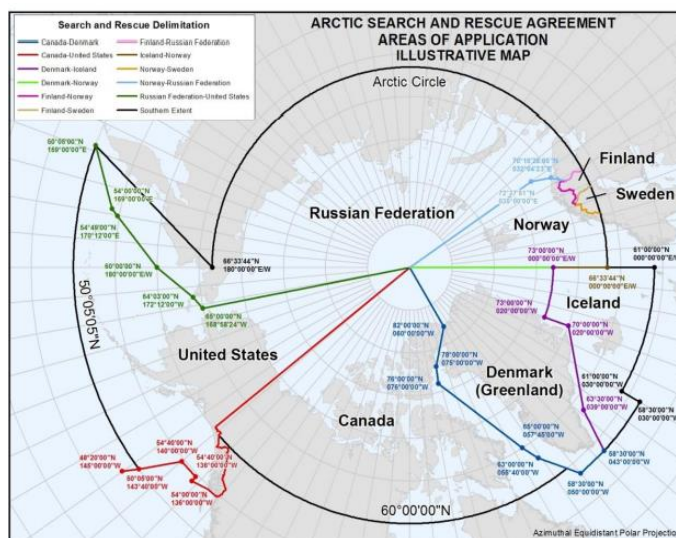 Search and Rescue Delimitation
Canada-Denmark
Canada-United States
Denmark-Iceland
Denmark-Norway
Finland-Norway
Finland-Sweden
Finland-Russian Federation
Iceland-Norway
Norway-Sweden
Norway-Russian Federation
Russian Federation-United States
Southern Extent
ARCTIC SEARCH AND RESCUE AGREEMENT
AREAS OF APPLICATION
ILLUSTRATIVE MAP
Arctic Circle
50°05'05"N
159°00'00"E
54°00'00"N
169°00'00"E
54°49'00"N
170°12'00"E
60°00'00"N
180°00'00"E/W
64°03'00"N
172°12'00"W
65°00'00"N
168°58'24"W
66°33'44"N
180°00'00"E/W
Russian Federation
Finland
Sweden
Norway
73°00'00"N
000°00'00"E/W
66°33'44"N
000°00'00"E/W
61°00'00"N
000°00'00"E/W
Iceland
73°00'00"N
020°00'00"W
70°00'00"N
020°00'00"W
50°05'05"N
United States
82°00'00"N
060°00'00"W
78°00'00"N
075°00'00"W
76°00'00"N
075°00'00"W
Denmark
(Greenland)
63°30'00"N
039°00'00"W
61°00'00"N
030°00'00"W
58°30'00"N
030°00'00"W
Canada
65°00'00"N
057°45'00"W
63°00'00"N
58°30'00"N
043°00'00"W
58°30'00"N
050°00'00"W
48°20'00"N
145°00'00"W
50°05'05"N
143°40'00"W
54°40'00"N
140°00'00"W
54°40'00"N
136°00'00"W
54°00'00"N
136°00'00"W
60°00'00"N
Azimuthal Equidistant Polar Projection